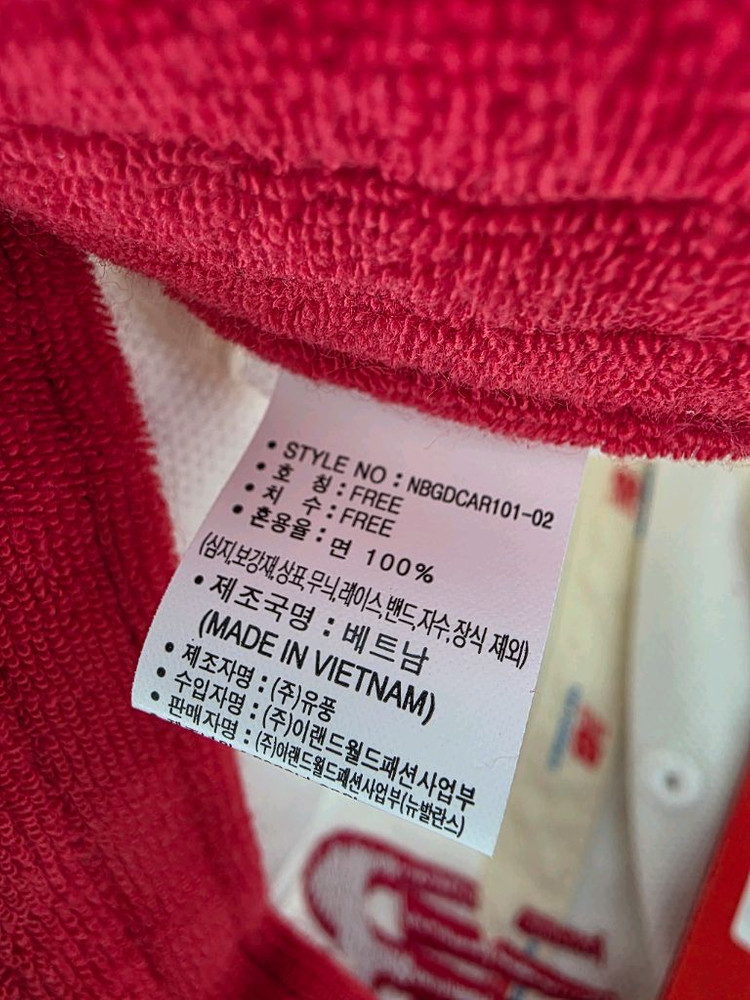 • STYLE NO : NBGDCAR101-02
• 호 칭 : FREE
• 치 수 : FREE
• 혼용율 : 면 100%
(심지,보강재,상표,무늬,레이스,밴드,자수,장식 제외)
• 제조국명 : 베트남
(MADE IN VIETNAM)
• 제조자명 : (주)유풍
• 수입자명 : (주)이랜드월드패션사업부
• 판매자명 : (주)이랜드월드패션사업부(뉴발란스)